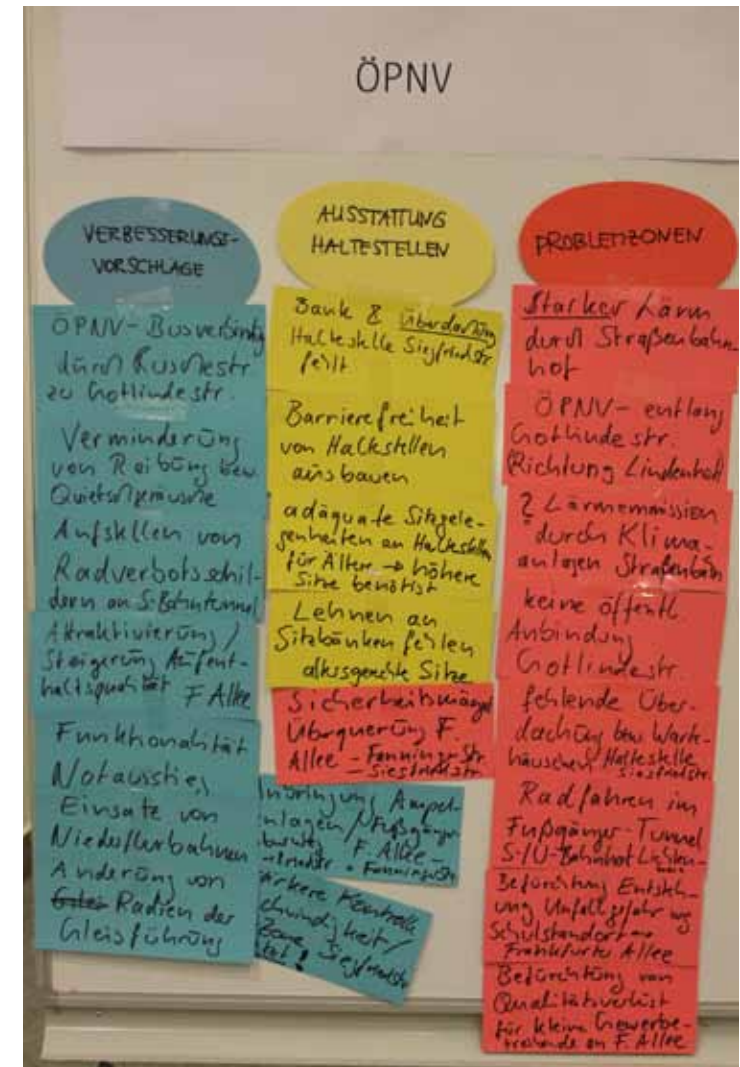 ÖPNV
VERBESSERUNGS-
VORSCHLÄGE
ÖPNV-Busverbindg
durch Ruschestr
zu Gotlindestr.
Verminderung
von Reibung bzw.
Quietschgeräusche
Aufstellen von
Radverbotsschil-
dern an S-Bahntunnel
Attraktivierung/
Steigerung Aufent-
haltsqualität F Allee
Funktionalität
Notausstieg
Einsatz von
Niederflurbahnen
Änderung von
Radien der
Gleisführung
AUSSTATTUNG
HALTESTELLEN
Bank & Überdachung
Haltestelle Siegfriedstr
fehlt
Barrierefreiheit
von Haltestellen
ausbauen
adäquate Sitzgele-
genheiten an Haltestellen
für Ältere → höhere
Sitze benötigt
Lehnen an
Sitzbänken fehlen
altersgerechte Sitze
Sicherheitsmängel
Überquerung F.
Allee - Fanningerstr.
- Siegfriedstr
Anbringung Ampel-
anlagen/Fußgänger
F. Allee-
Siegfriedstr + Fanningerstr
stärkere Kontrolle
Geschwindigkeit/
Zone Siegfriedstr
PROBLEMZONEN
Starker Lärm
durch Straßenbahn-
hof
ÖPNV- entlang
Gotlindestr.
Richtung Lindenhof
? Lärmemmission
durch Klima-
anlagen Straßenbahn
keine öffentl
Anbindung
Gotlindestr.
fehlende Über-
dachung bzw Warte-
häuschen Haltestelle
Siegfriedstr.
Radfahren im
Fußgänger-Tunnel
S-/U-Bahnhof Lichten-
Befürchtung Entsteh-
ung Unfallgefahr wg
Schulstandort an
Frankfurter Allee
Befürchtung von
Qualitätsverlust
für kleine Gewerbe-
treibende an F. Allee